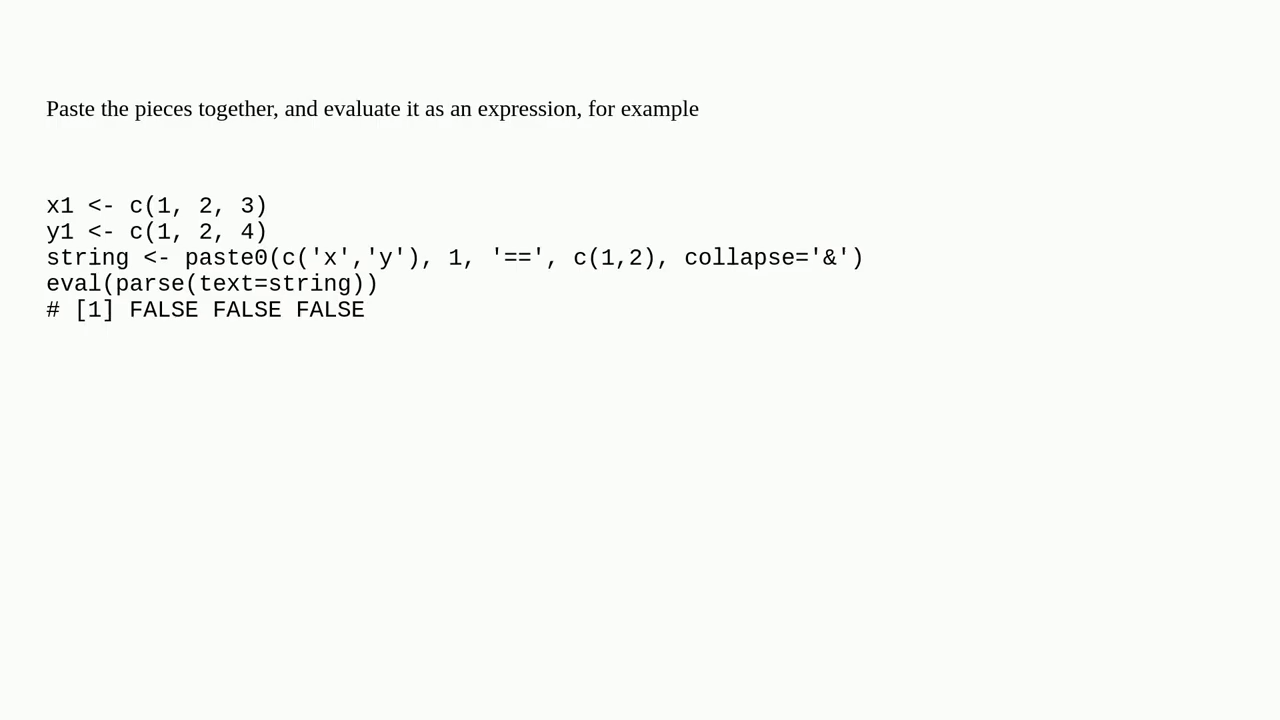 Paste the pieces together, and evaluate it as an expression, for example
x1 <- c(1, 2, 3)
y1 <- c(1, 2, 4)
string <- paste0(c('x','y'), 1, '==', c(1,2), collapse='&')
eval(parse(text=string))
# [1] FALSE FALSE FALSE